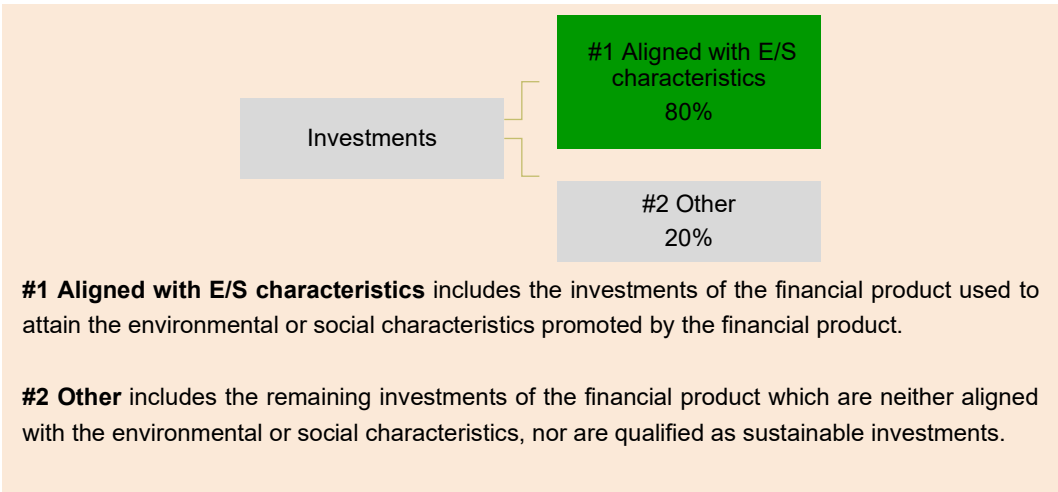 #1 Aligned with E/S
characteristics
80%
Investments
#2 Other
20%
#1 Aligned with E/S characteristics includes the investments of the financial product used to
attain the environmental or social characteristics promoted by the financial product.
#2 Other includes the remaining investments of the financial product which are neither aligned
with the environmental or social characteristics, nor are qualified as sustainable investments.